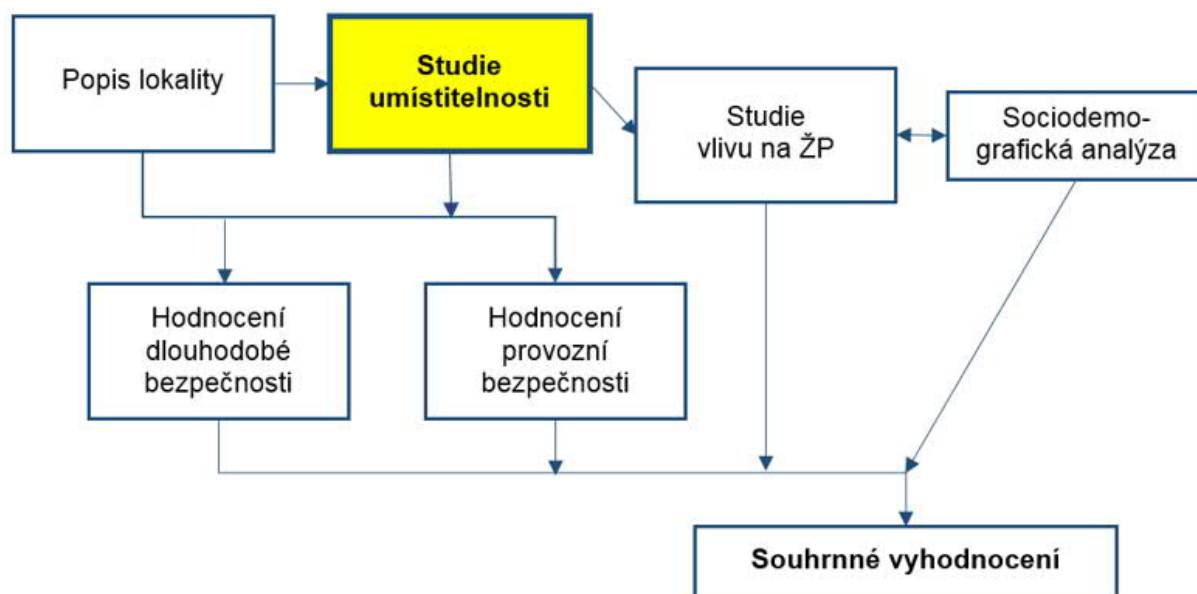 Popis lokality
Studie
umístitelnosti
Studie
vlivu na ŽP
Sociodemo-
grafická analýza
Hodnocení
dlouhodobé
bezpečnosti
Hodnocení
provozní
bezpečnosti
Souhrnné vyhodnocení